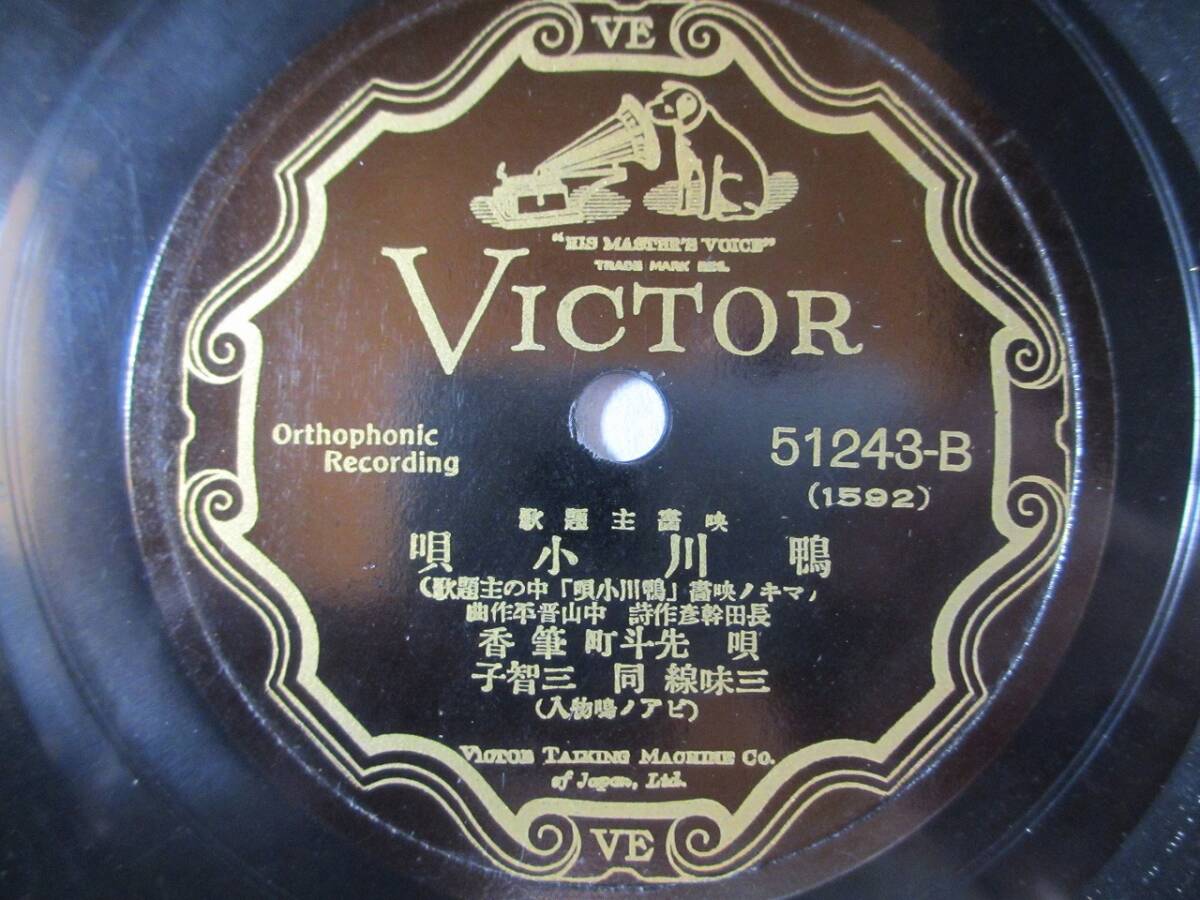 VE
"HIS MASTER'S VOICE"
TRADE MARK REG.
VICTOR
Orthophonic
Recording
51243-B
(1592)
映畫主題歌
鴨川小唄
(マキノ映畫「鴨川小唄」中の主題歌)
長田幹彦作詩 中山晋平作曲
唄 先斗町 筆香
三味線 同 三智子
(ピアノ鳴物入)
VICTOR TALKING MACHINE CO.
of Japan, Ltd.
VE